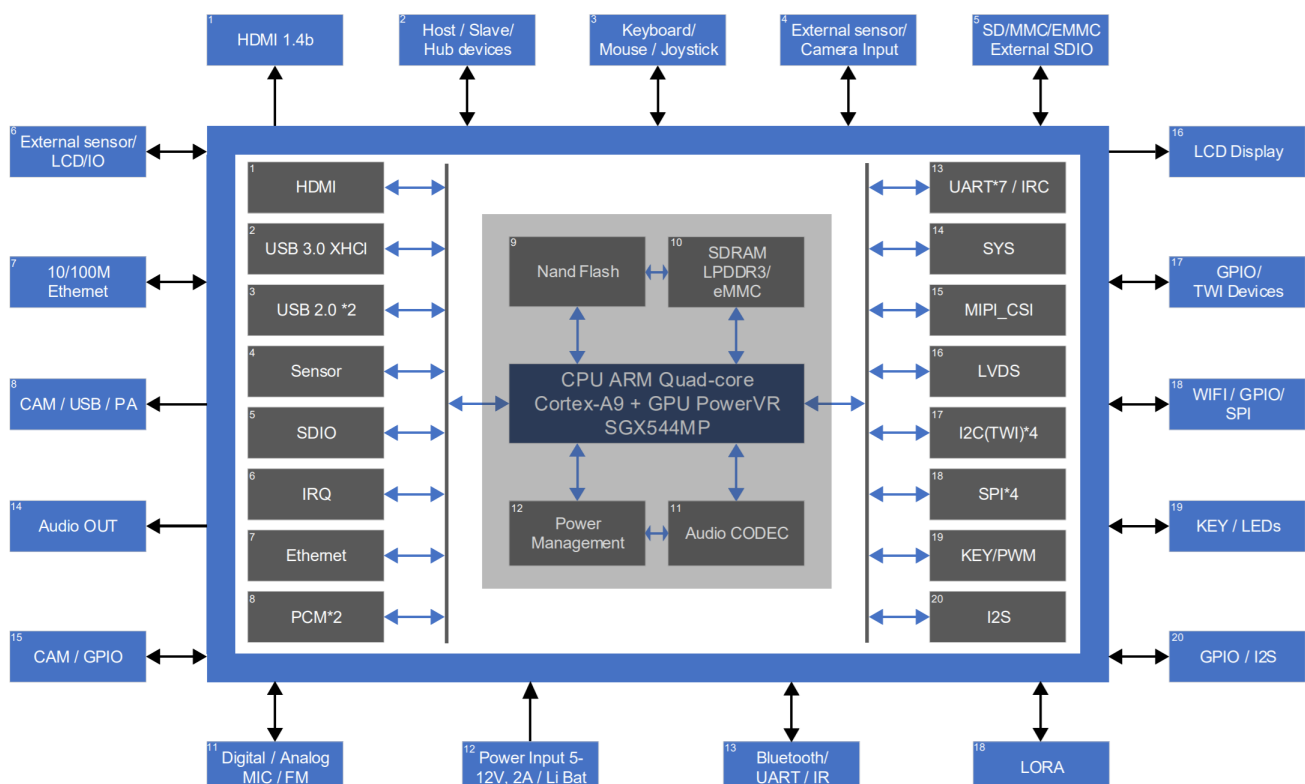 1
HDMI 1.4b
2
Host / Slave/
Hub devices
3
Keyboard/
Mouse / Joystick
4
External sensor/
Camera Input
5
SD/MMC/EMMC
External SDIO
6
External sensor/
LCD/IO
7
10/100M
Ethernet
8
CAM / USB / PA
14
Audio OUT
15
CAM / GPIO
1
HDMI
2
USB 3.0 XHCI
3
USB 2.0 *2
4
Sensor
5
SDIO
6
IRQ
7
Ethernet
8
PCM*2
9
Nand Flash
10
SDRAM
LPDDR3/
eMMC
CPU ARM Quad-core
Cortex-A9 + GPU PowerVR
SGX544MP
12
Power
Management
11
Audio CODEC
13
UART*7 / IRC
14
SYS
15
MIPI_CSI
16
LVDS
17
I2C(TWI)*4
18
SPI*4
19
KEY/PWM
20
I2S
16
LCD Display
17
GPIO/
TWI Devices
18
WIFI / GPIO/
SPI
19
KEY / LEDs
20
GPIO / I2S
11
Digital / Analog
MIC / FM
12
Power Input 5-
12V, 2A / Li Bat
13
Bluetooth/
UART / IR
18
LORA